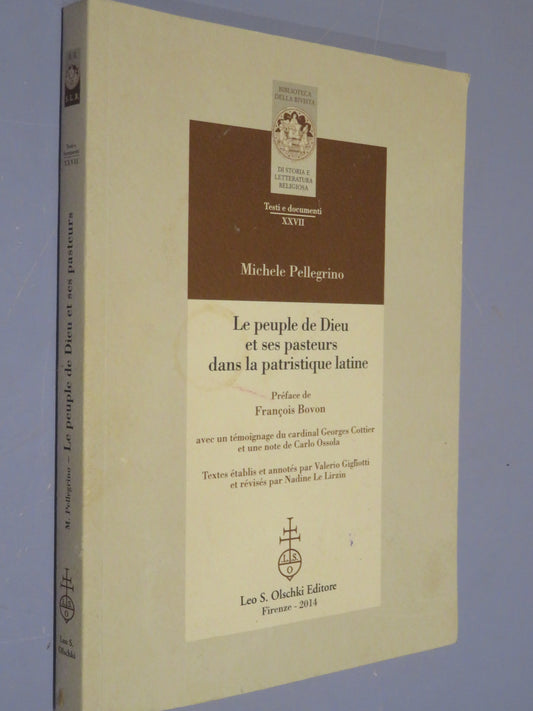 BIBLIOTECA
DELLA RIVISTA
DI STORIA E
LETTERATURA
RELIGIOSA
Testi e documenti
XXVII
Michele Pellegrino
Le peuple de Dieu
et ses pasteurs
dans la patristique latine
Préface de
François Bovon
avec un témoignage du cardinal Georges Cottier
et une note de Carlo Ossola
Textes établis et annotés par Valerio Gigliotti
et révisés par Nadine Le Lirzin
L S
O
Leo S. Olschki Editore
Firenze - 2014
Testi e
documenti
XXVII
M. Pellegrino – Le peuple de Dieu et ses pasteurs
Leo S.
Olschki